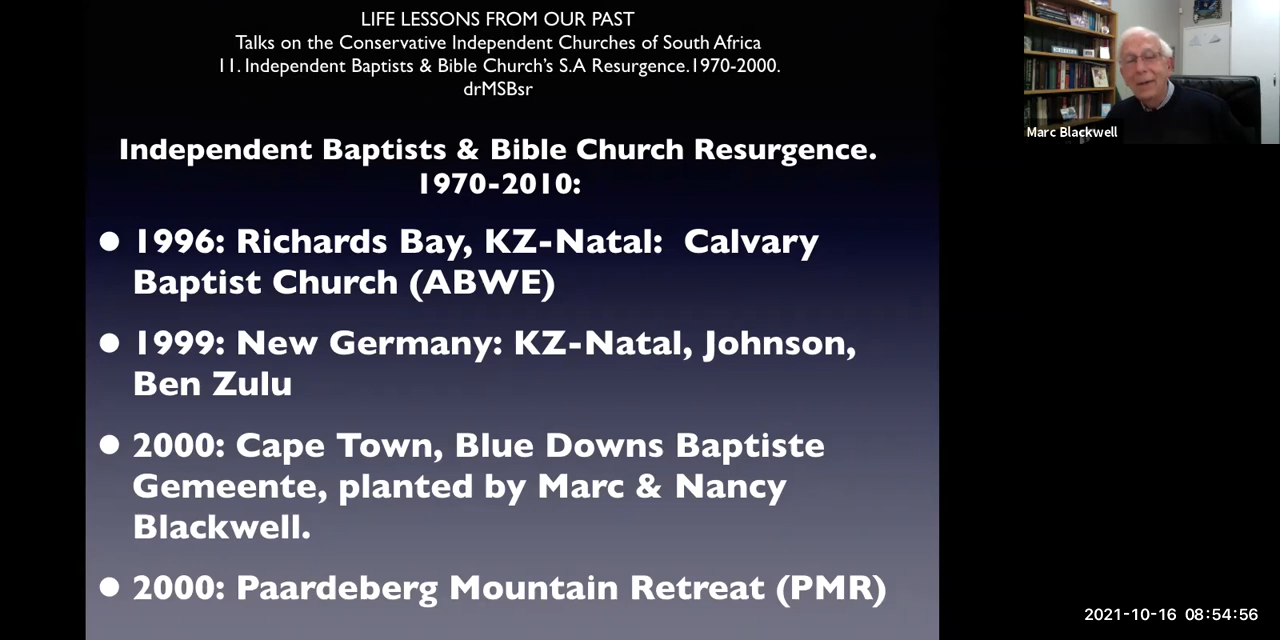 LIFE LESSONS FROM OUR PAST
Talks on the Conservative Independent Churches of South Africa
11. Independent Baptists & Bible Church's S.A Resurgence.1970-2000.
drMSBsr
Independent Baptists & Bible Church Resurgence.
1970-2010:
● 1996: Richards Bay, KZ-Natal: Calvary
Baptist Church (ABWE)
● 1999: New Germany: KZ-Natal, Johnson,
Ben Zulu
● 2000: Cape Town, Blue Downs Baptiste
Gemeente, planted by Marc & Nancy
Blackwell.
● 2000: Paardeberg Mountain Retreat (PMR)
Marc Blackwell
2021-10-16 08:54:56